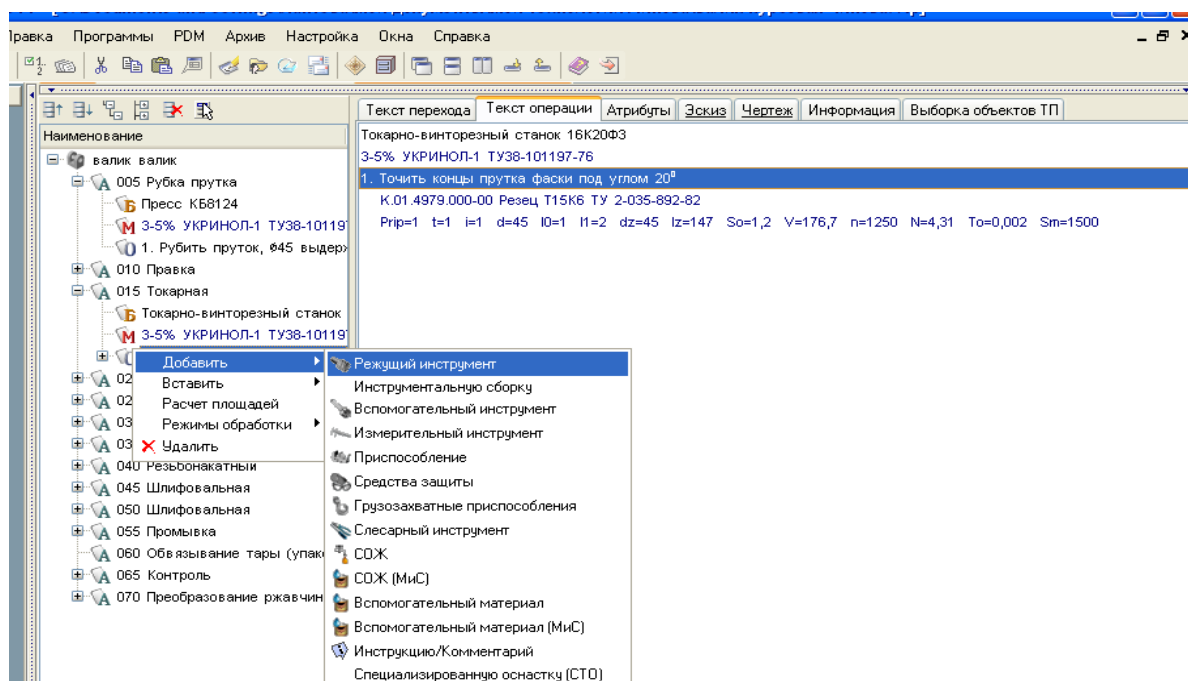 Правка Программы PDM Архив Настройка Окна Справка
Текст перехода Текст операции Атрибуты Эскиз Чертеж Информация Выборка объектов ТП
Наименование
валик валик
005 Рубка прутка
Пресс КБ8124
3-5% УКРИНОЛ-1 ТУ38-10119
1. Рубить пруток, ø45 выдерж
010 Правка
015 Токарная
Токарно-винторезный станок
3-5% УКРИНОЛ-1 ТУ38-10119
02
02
03
03
040 Резьбонакатный
045 Шлифовальная
050 Шлифовальная
055 Промывка
060 Обвязывание тары (упак
065 Контроль
070 Преобразование ржавчин
Токарно-винторезный станок 16К20Ф3
3-5% УКРИНОЛ-1 ТУ38-101197-76
1. Точить концы прутка фаски под углом 20°
К.01.4979.000-00 Резец Т15К6 ТУ 2-035-892-82
Prip=1 t=1 i=1 d=45 l0=1 l1=2 dz=45 lz=147 So=1,2 V=176,7 n=1250 N=4,31 To=0,002 Sm=1500
Добавить
Вставить
Расчет площадей
Режимы обработки
Удалить
Режущий инструмент
Инструментальную сборку
Вспомогательный инструмент
Измерительный инструмент
Приспособление
Средства защиты
Грузозахватные приспособления
Слесарный инструмент
СОЖ
СОЖ (МиС)
Вспомогательный материал
Вспомогательный материал (МиС)
Инструкцию/Комментарий
Специализированную оснастку (СТО)